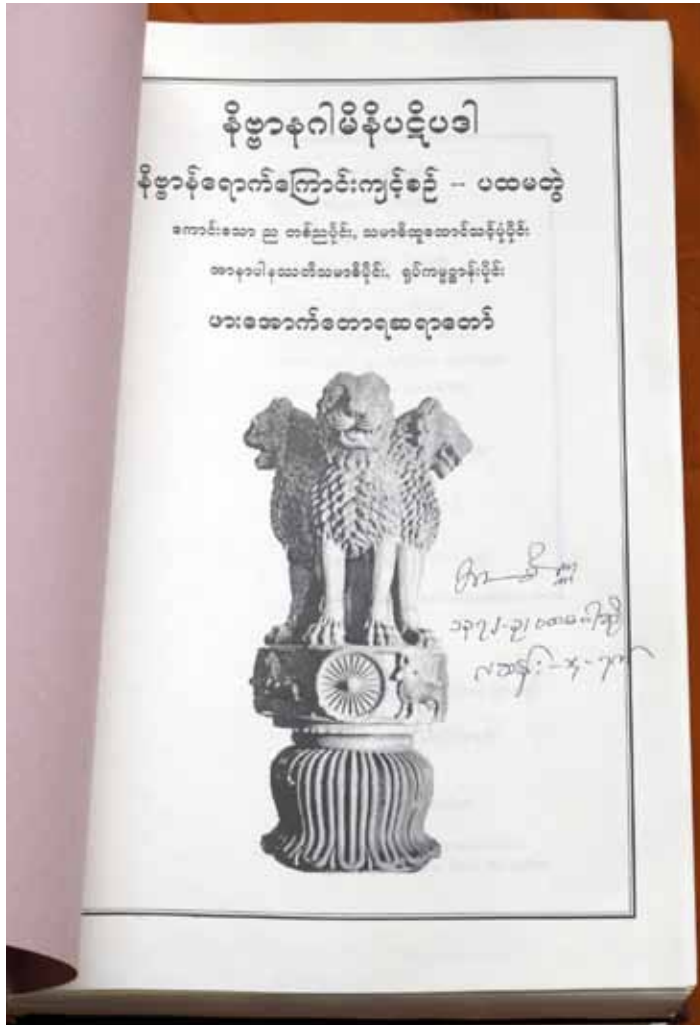 နိဗ္ဗာနဂါမိနိပဋိပဒါ
နိဗ္ဗာန်ရောက်ကြောင်းကျင့်စဉ် – ပထမတွဲ
ကောင်းသော ည တစ်ညပိုင်း, သမာဓိထူထောင်သင့်ပုံပိုင်း
အာနာပါနဿတိသမာဓိပိုင်း, ရုပ်ကမ္မဋ္ဌာန်းပိုင်း
ဖားအောက်တောရဆရာတော်